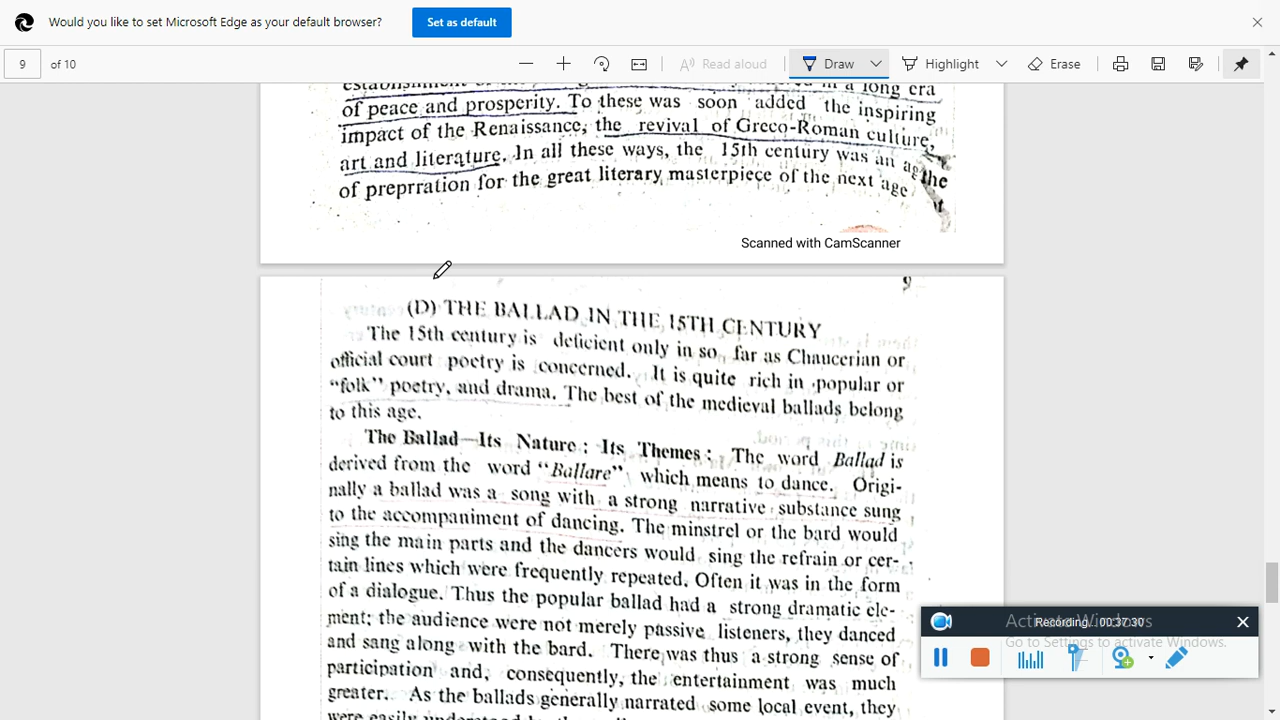 Would you like to set Microsoft Edge as your default browser?
Set as default
9
of 10
Read aloud
Draw
Highlight
Erase
in a long era
of peace and prosperity. To these was soon added the inspiring
impact of the Renaissance, the revival of Greco-Roman culture,
art and literature. In all these ways, the 15th century was an age
of preprration for the great literary masterpiece of the next age
the
Scanned with CamScanner
9
(D) THE BALLAD IN THE 15TH CENTURY
The 15th century is deficient only in so far as Chaucerian or
official court poetry is concerned. It is quite rich in popular or
"folk" poetry, and drama. The best of the medieval ballads belong
to this age.
The Ballad—Its Nature : Its Themes : The word Ballad is
derived from the word "Ballare" which means to dance. Origi-
nally a ballad was a song with a strong narrative substance sung
to the accompaniment of dancing. The minstrel or the bard would
sing the main parts and the dancers would sing the refrain or cer-
tain lines which were frequently repeated. Often it was in the form
of a dialogue. Thus the popular ballad had a strong dramatic ele-
ment; the audience were not merely passive listeners, they danced
and sang along with the bard. There was thus a strong sense of
participation and, consequently, the entertainment was much
greater. As the ballads generally narrated some local event, they
were easily understood by the
Activate Windows
Go to Settings to activate Windows.
Recording... 00:37:30